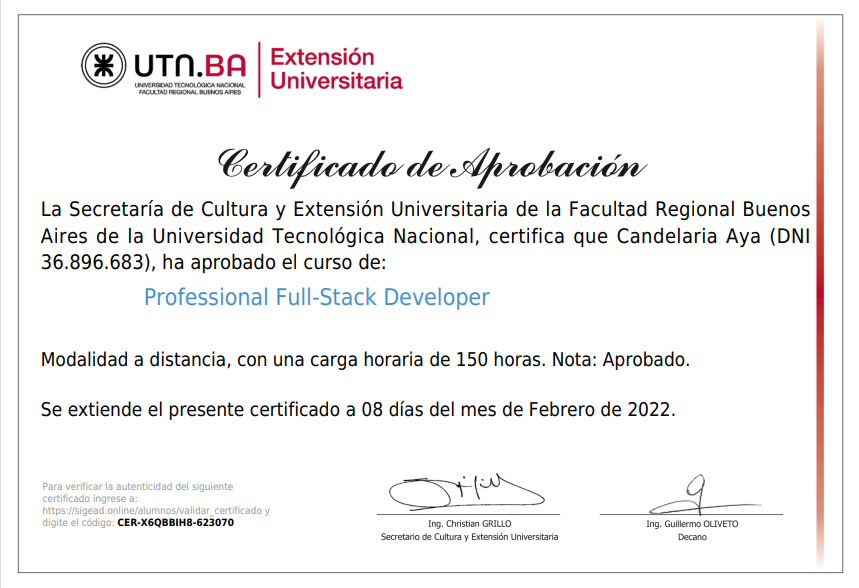 UTN.BA
UNIVERSIDAD TECNOLÓGICA NACIONAL
FACULTAD REGIONAL BUENOS AIRES
Extensión
Universitaria
Certificado de Aprobación
La Secretaría de Cultura y Extensión Universitaria de la Facultad Regional Buenos
Aires de la Universidad Tecnológica Nacional, certifica que Candelaria Aya (DNI
36.896.683), ha aprobado el curso de:
Professional Full-Stack Developer
Modalidad a distancia, con una carga horaria de 150 horas. Nota: Aprobado.
Se extiende el presente certificado a 08 días del mes de Febrero de 2022.
Para verificar la autenticidad del siguiente
certificado ingrese a:
https://sigead.online/alumnos/validar_certificado y
digite el código: CER-X6QBBIH8-623070
Ing. Christian GRILLO
Secretario de Cultura y Extensión Universitaria
Ing. Guillermo OLIVETO
Decano